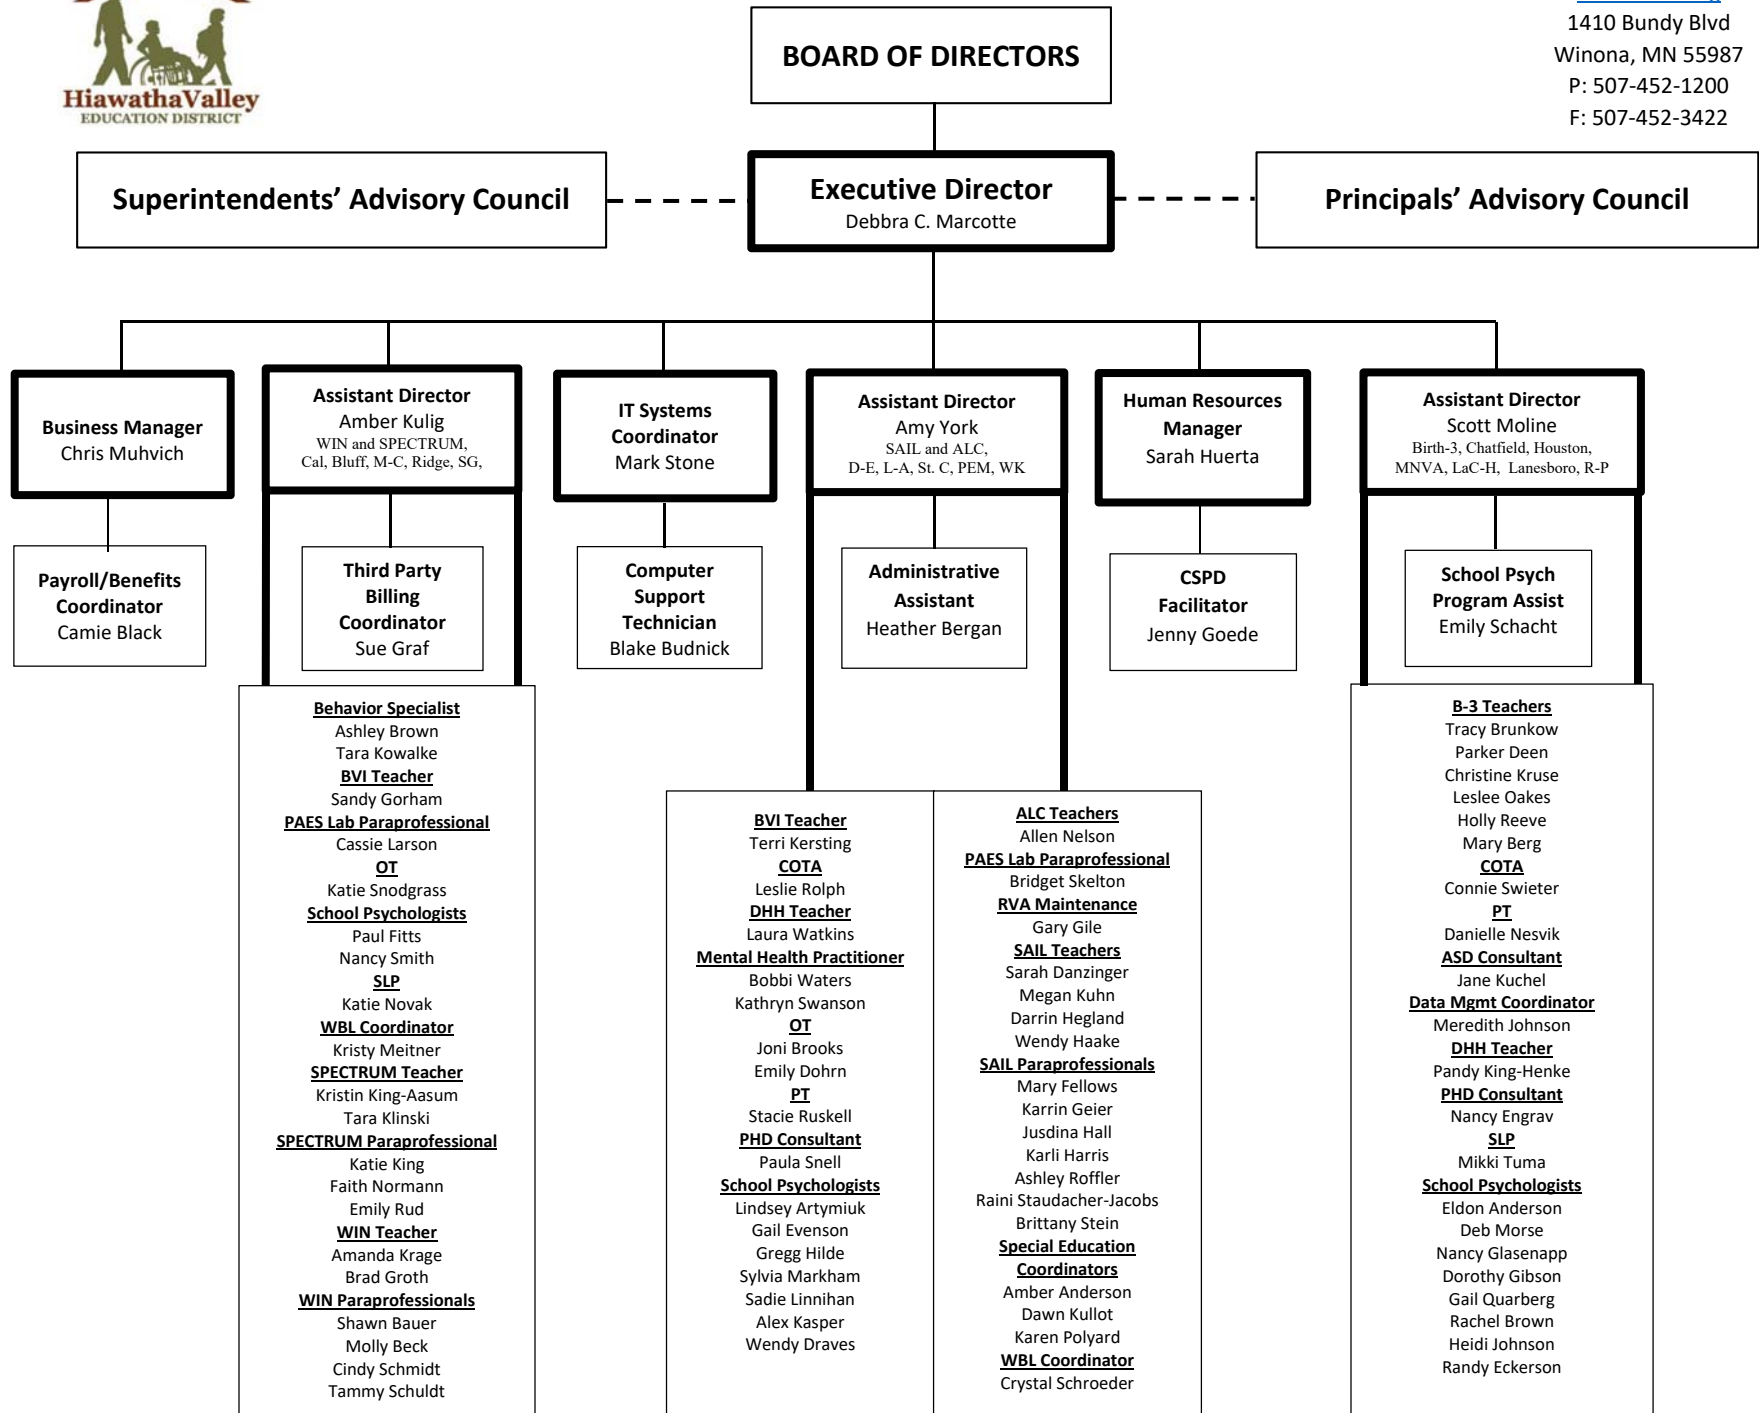 HiawathaValley
EDUCATION DISTRICT
BOARD OF DIRECTORS
1410 Bundy Blvd
Winona, MN 55987
P: 507-452-1200
F: 507-452-3422
Superintendents’ Advisory Council
Executive Director
Debbra C. Marcotte
Principals’ Advisory Council
Business Manager
Chris Muhvich
Assistant Director
Amber Kulig
WIN and SPECTRUM,
Cal, Bluff, M-C, Ridge, SG,
IT Systems
Coordinator
Mark Stone
Assistant Director
Amy York
SAIL and ALC,
D-E, L-A, St. C, PEM, WK
Human Resources
Manager
Sarah Huerta
Assistant Director
Scott Moline
Birth-3, Chatfield, Houston,
MNVA, LaC-H, Lanesboro, R-P
Payroll/Benefits
Coordinator
Camie Black
Third Party
Billing
Coordinator
Sue Graf
Computer
Support
Technician
Blake Budnick
Administrative
Assistant
Heather Bergan
CSPD
Facilitator
Jenny Goede
School Psych
Program Assist
Emily Schacht
Behavior Specialist
Ashley Brown
Tara Kowalke
BVI Teacher
Sandy Gorham
PAES Lab Paraprofessional
Cassie Larson
OT
Katie Snodgrass
School Psychologists
Paul Fitts
Nancy Smith
SLP
Katie Novak
WBL Coordinator
Kristy Meitner
SPECTRUM Teacher
Kristin King-Aasum
Tara Klinski
SPECTRUM Paraprofessional
Katie King
Faith Normann
Emily Rud
WIN Teacher
Amanda Krage
Brad Groth
WIN Paraprofessionals
Shawn Bauer
Molly Beck
Cindy Schmidt
Tammy Schuldt
BVI Teacher
Terri Kersting
COTA
Leslie Rolph
DHH Teacher
Laura Watkins
Mental Health Practitioner
Bobbi Waters
Kathryn Swanson
OT
Joni Brooks
Emily Dohrn
PT
Stacie Ruskell
PHD Consultant
Paula Snell
School Psychologists
Lindsey Artymiuk
Gail Evenson
Gregg Hilde
Sylvia Markham
Sadie Linnihan
Alex Kasper
Wendy Draves
ALC Teachers
Allen Nelson
PAES Lab Paraprofessional
Bridget Skelton
RVA Maintenance
Gary Gile
SAIL Teachers
Sarah Danzinger
Megan Kuhn
Darrin Hegland
Wendy Haake
SAIL Paraprofessionals
Mary Fellows
Karrin Geier
Jusdina Hall
Karli Harris
Ashley Roffler
Raini Staudacher-Jacobs
Brittany Stein
Special Education
Coordinators
Amber Anderson
Dawn Kullot
Karen Polyard
WBL Coordinator
Crystal Schroeder
B-3 Teachers
Tracy Brunkow
Parker Deen
Christine Kruse
Leslee Oakes
Holly Reeve
Mary Berg
COTA
Connie Swieter
PT
Danielle Nesvik
ASD Consultant
Jane Kuchel
Data Mgmt Coordinator
Meredith Johnson
DHH Teacher
Pandy King-Henke
PHD Consultant
Nancy Engrav
SLP
Mikki Tuma
School Psychologists
Eldon Anderson
Deb Morse
Nancy Glasenapp
Dorothy Gibson
Gail Quarberg
Rachel Brown
Heidi Johnson
Randy Eckerson